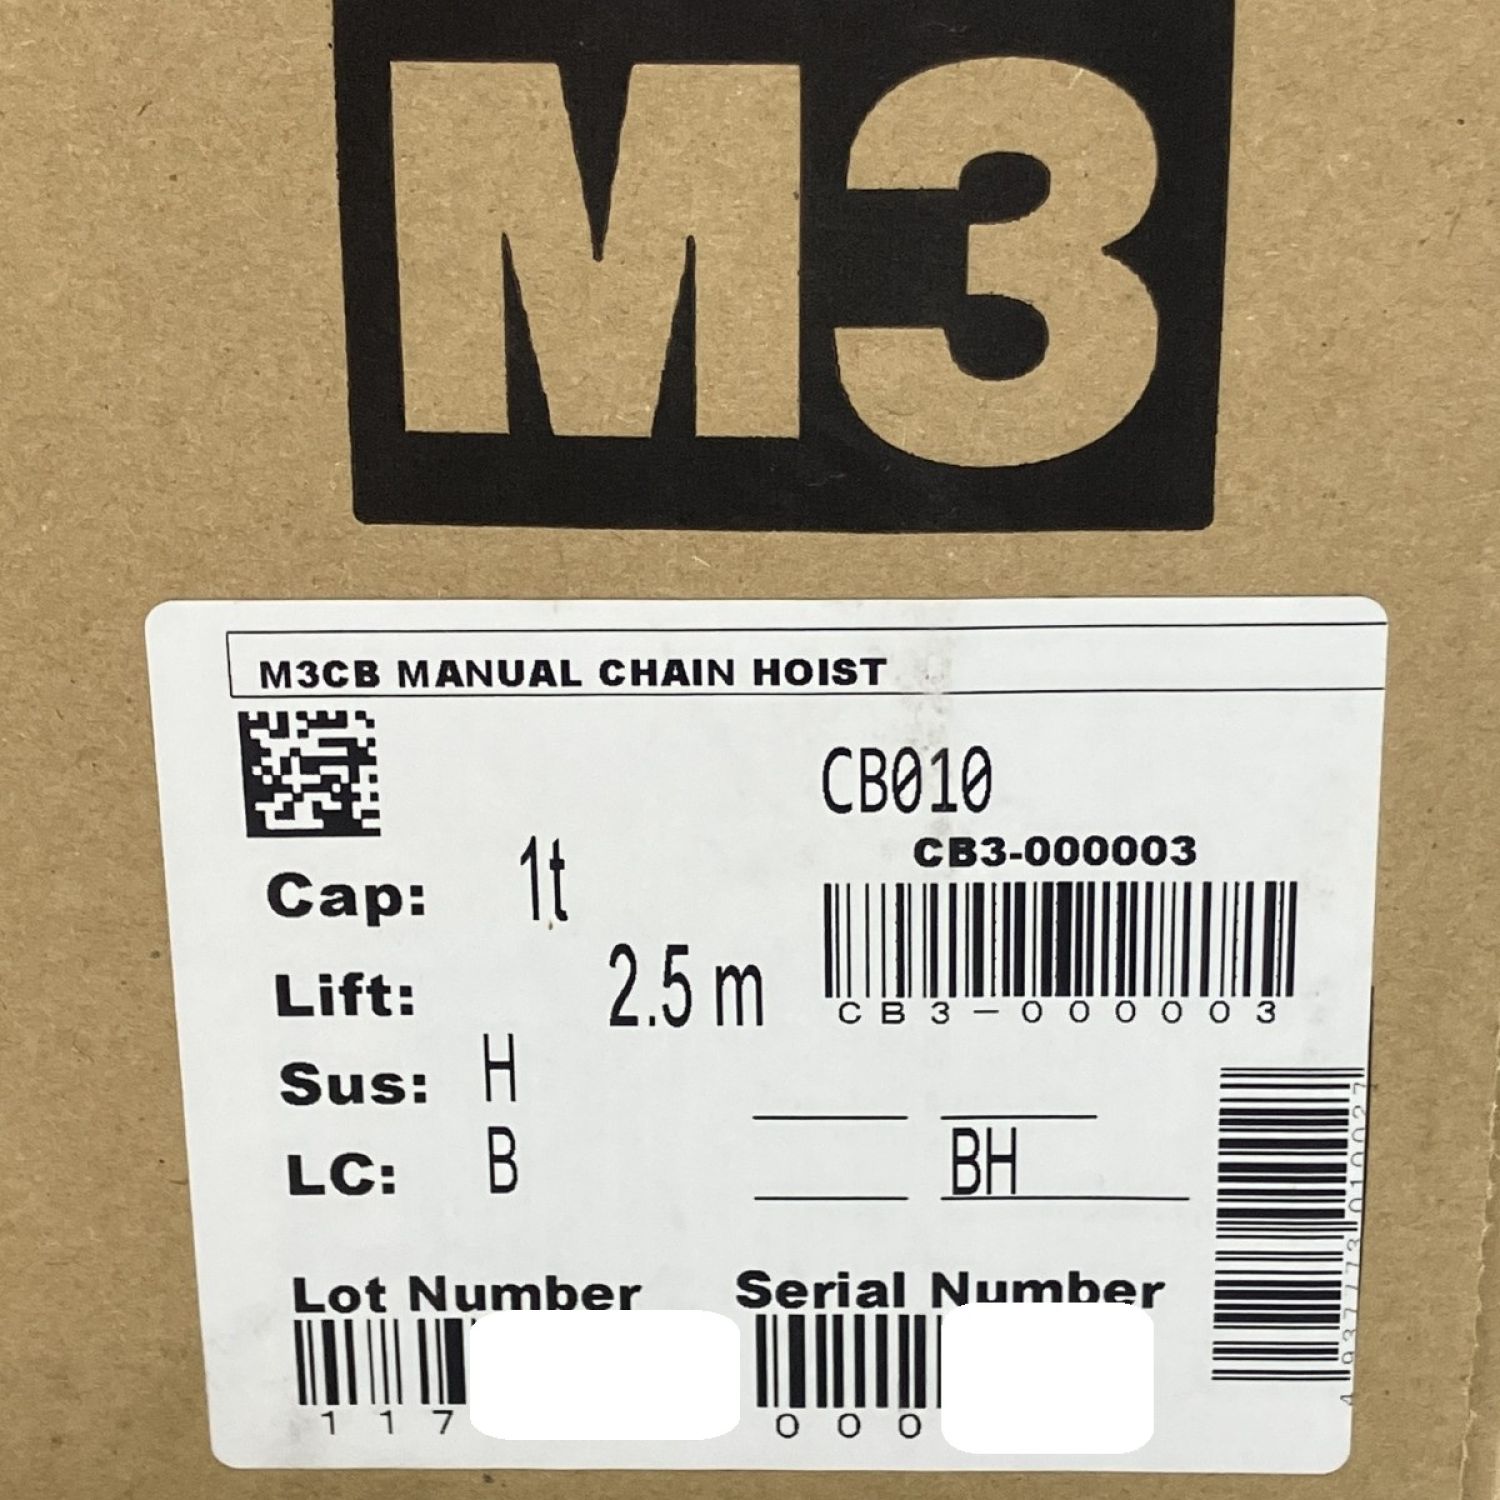 M3
M3CB MANUAL CHAIN HOIST
CB010
CB3-000003
Cap: 1t
Lift: 2.5 m
CB3-000003
Sus: H
LC: B
BH
4937773010027
Lot Number
Serial Number
117
000